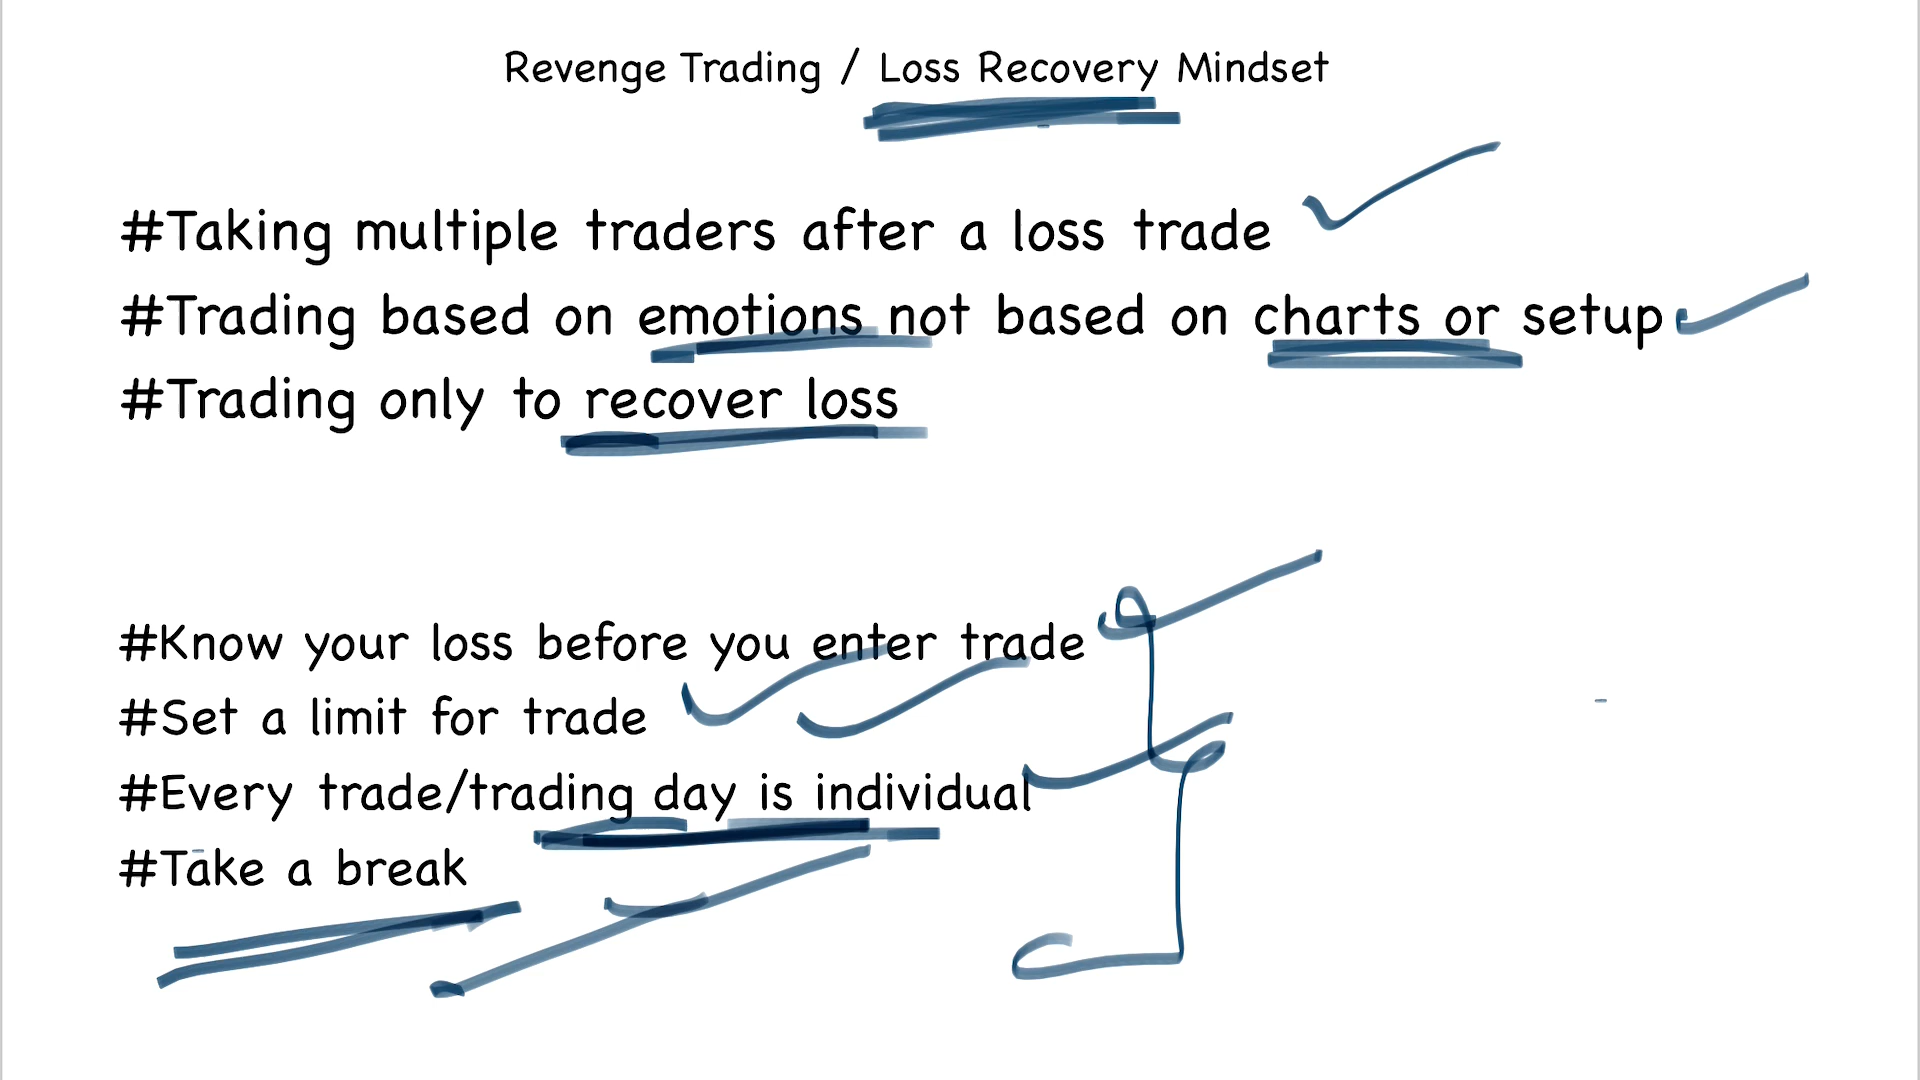 Revenge Trading / Loss Recovery Mindset
#Taking multiple traders after a loss trade
#Trading based on emotions not based on charts or setup
#Trading only to recover loss
#Know your loss before you enter trade
#Set a limit for trade
#Every trade/trading day is individual
#Take a break